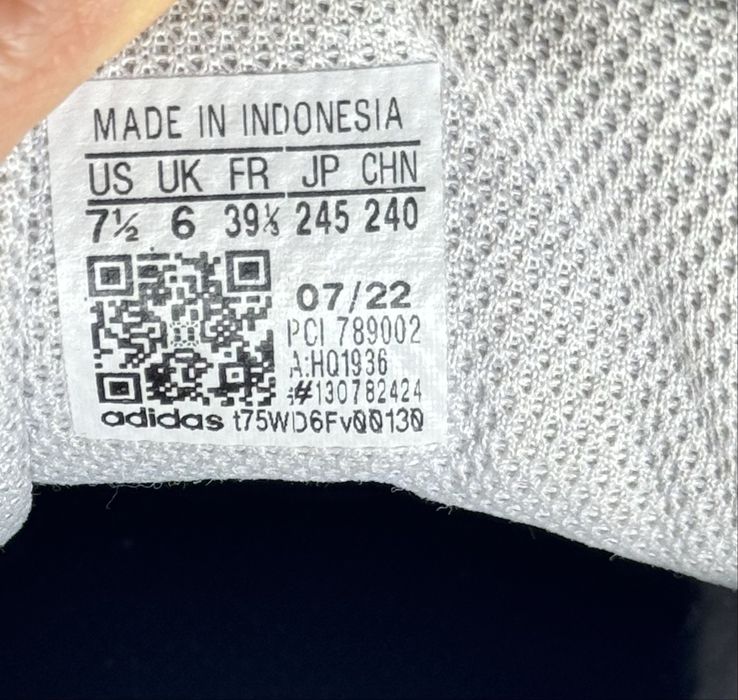 MADE IN INDONESIA
US UK FR JP CHN
7½ 6 39⅓ 245 240
07/22
PCI 789002
A:HQ1936
#130782424
adidas t75WD6Fv00130